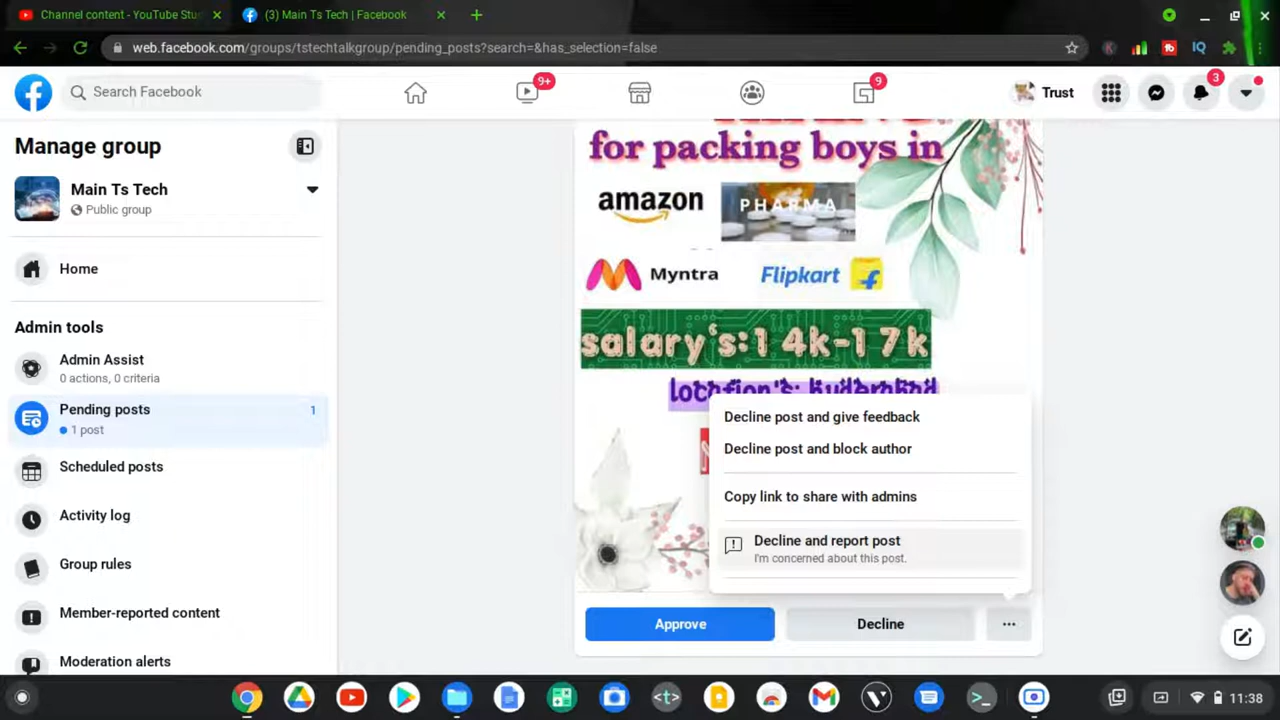 Channel content - YouTube Stu
(3) Main Ts Tech | Facebook
web.facebook.com/groups/tstechtalkgroup/pending_posts?search=&has_selection=false
Search Facebook
9+
9
Trust
3
Manage group
Main Ts Tech
Public group
Home
Admin tools
Admin Assist
0 actions, 0 criteria
Pending posts
1
1 post
Scheduled posts
Activity log
Group rules
Member-reported content
Moderation alerts
for packing boys in
amazon
PHARMA
Myntra
Flipkart
salary's:14k-17k
location's:
Decline post and give feedback
Decline post and block author
Copy link to share with admins
Decline and report post
I'm concerned about this post.
Approve
Decline
11:38